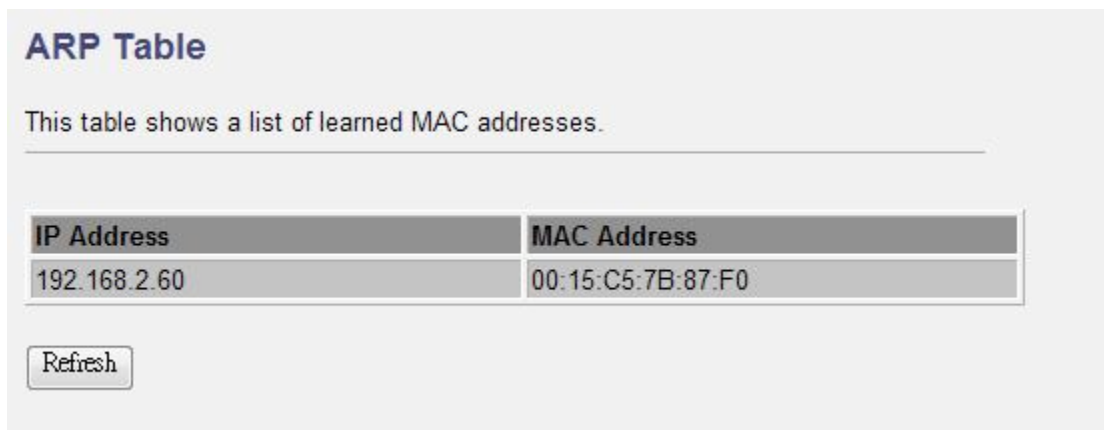 ARP Table
This table shows a list of learned MAC addresses.
IP Address MAC Address
192.168.2.60 00:15:C5:7B:87:F0
Refresh